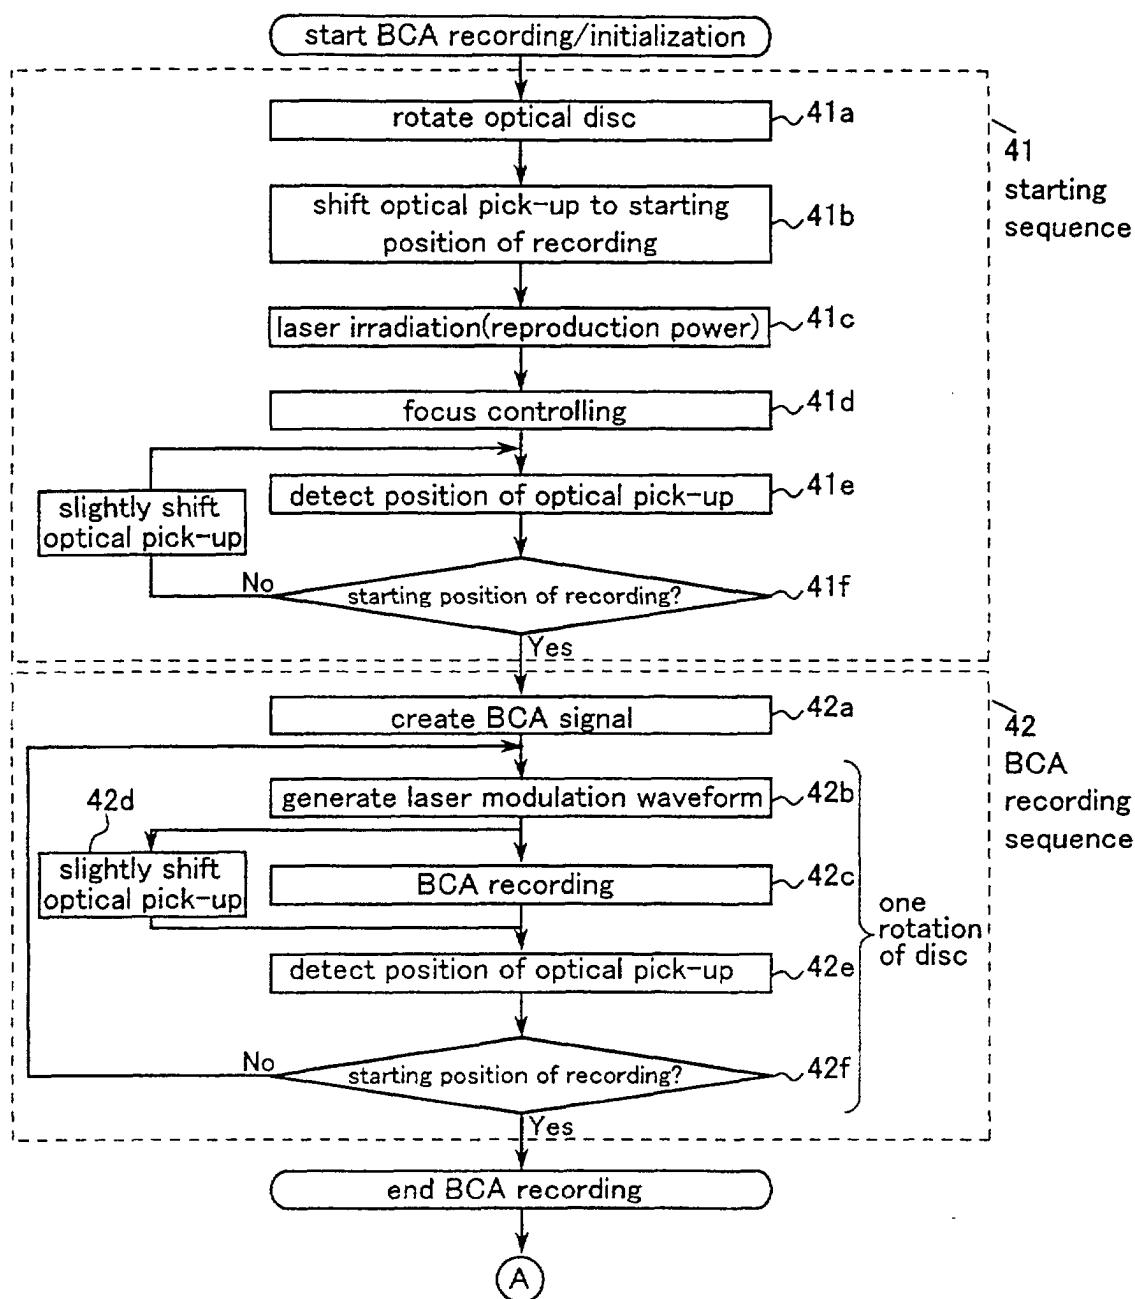 start BCA recording/initialization
rotate optical disc
41a
41
starting
sequence
shift optical pick-up to starting
position of recording
41b
laser irradiation(reproduction power)
41c
focus controlling
41d
detect position of optical pick-up
41e
slightly shift
optical pick-up
No
starting position of recording?
41f
Yes
create BCA signal
42a
42
BCA
recording
sequence
generate laser modulation waveform
42b
42d
slightly shift
optical pick-up
BCA recording
42c
one
rotation
of disc
detect position of optical pick-up
42e
No
starting position of recording?
42f
Yes
end BCA recording
A